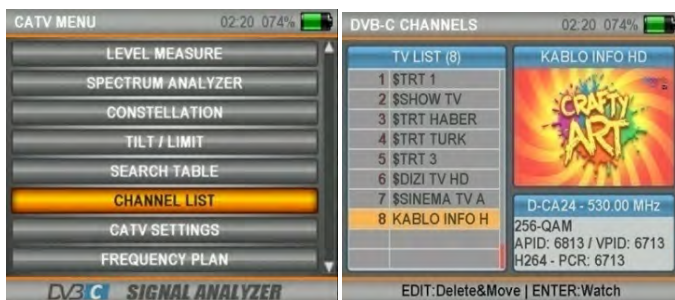 CATV MENU 02:20 074%
LEVEL MEASURE
SPECTRUM ANALYZER
CONSTELLATION
TILT / LIMIT
SEARCH TABLE
CHANNEL LIST
CATV SETTINGS
FREQUENCY PLAN
DVB C SIGNAL ANALYZER
DVB-C CHANNELS 02:20 074%
TV LIST (8)
1 $TRT 1
2 $SHOW TV
3 $TRT HABER
4 $TRT TURK
5 $TRT 3
6 $DIZI TV HD
7 $SINEMA TV A
8 KABLO INFO H
KABLO INFO HD
CRAFTY
ART
D-CA24 - 530.00 MHz
256-QAM
APID: 6813 / VPID: 6713
H264 - PCR: 6713
EDIT:Delete&Move | ENTER:Watch